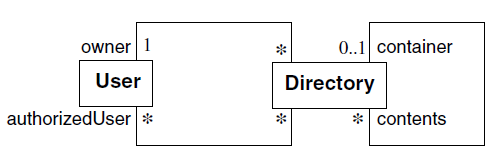 owner 1 * 0..1 container
User Directory
authorizedUser * * * contents